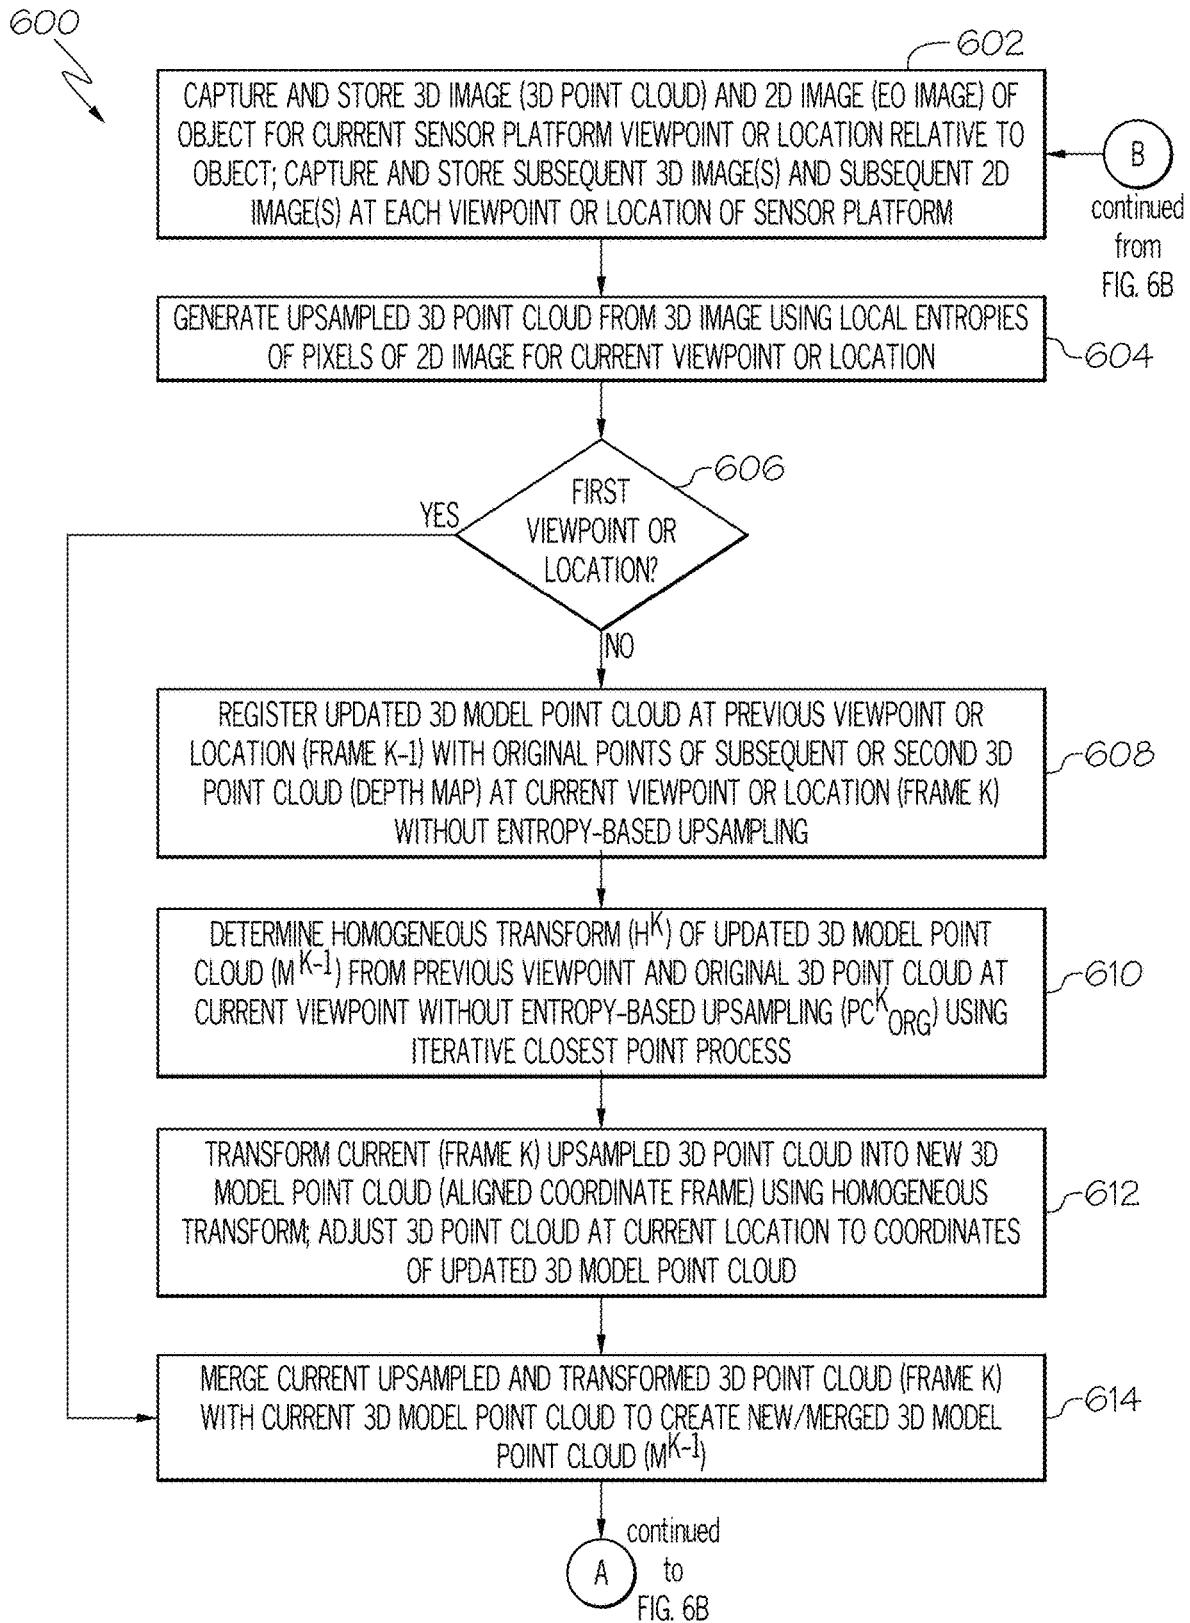 600
602
CAPTURE AND STORE 3D IMAGE (3D POINT CLOUD) AND 2D IMAGE (EO IMAGE) OF
OBJECT FOR CURRENT SENSOR PLATFORM VIEWPOINT OR LOCATION RELATIVE TO
OBJECT; CAPTURE AND STORE SUBSEQUENT 3D IMAGE(S) AND SUBSEQUENT 2D
IMAGE(S) AT EACH VIEWPOINT OR LOCATION OF SENSOR PLATFORM
B
continued
from
FIG. 6B
GENERATE UPSAMPLED 3D POINT CLOUD FROM 3D IMAGE USING LOCAL ENTROPIES
OF PIXELS OF 2D IMAGE FOR CURRENT VIEWPOINT OR LOCATION
604
606
FIRST
VIEWPOINT OR
LOCATION?
YES
NO
REGISTER UPDATED 3D MODEL POINT CLOUD AT PREVIOUS VIEWPOINT OR
LOCATION (FRAME K-1) WITH ORIGINAL POINTS OF SUBSEQUENT OR SECOND 3D
POINT CLOUD (DEPTH MAP) AT CURRENT VIEWPOINT OR LOCATION (FRAME K)
WITHOUT ENTROPY-BASED UPSAMPLING
608
DETERMINE HOMOGENEOUS TRANSFORM (H^K) OF UPDATED 3D MODEL POINT
CLOUD (M^K-1) FROM PREVIOUS VIEWPOINT AND ORIGINAL 3D POINT CLOUD AT
CURRENT VIEWPOINT WITHOUT ENTROPY-BASED UPSAMPLING (PC^K_ORG) USING
ITERATIVE CLOSEST POINT PROCESS
610
TRANSFORM CURRENT (FRAME K) UPSAMPLED 3D POINT CLOUD INTO NEW 3D
MODEL POINT CLOUD (ALIGNED COORDINATE FRAME) USING HOMOGENEOUS
TRANSFORM; ADJUST 3D POINT CLOUD AT CURRENT LOCATION TO COORDINATES
OF UPDATED 3D MODEL POINT CLOUD
612
MERGE CURRENT UPSAMPLED AND TRANSFORMED 3D POINT CLOUD (FRAME K)
WITH CURRENT 3D MODEL POINT CLOUD TO CREATE NEW/MERGED 3D MODEL
POINT CLOUD (M^K-1)
614
A
continued
to
FIG. 6B